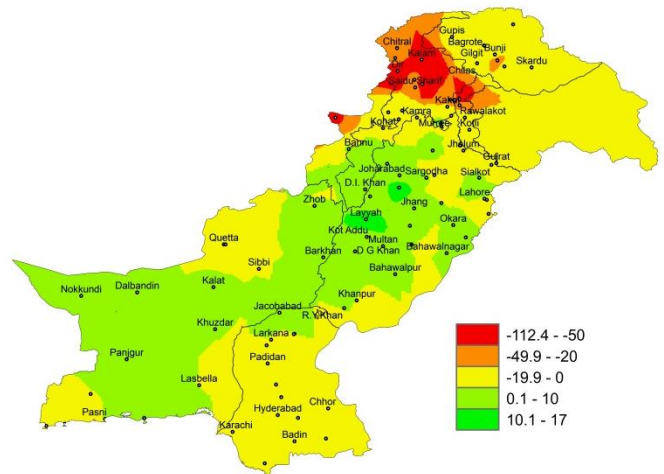 Gupis
Chitral
Bagrote
Bunji
Kalam
Gilgit
Skardu
Dir
Chilas
Saidu Sharif
Kakul
Kamra
Rawalakot
Kohat
Murree
Kotli
Bannu
Jhelum
Gujrat
Joharabad
Sialkot
Sargodha
D.I. Khan
Zhob
Lahore
Jhang
Layyah
Okara
Quetta
Kot Addu
Multan
Barkhan
D G Khan
Bahawalnagar
Sibbi
Bahawalpur
Kalat
Dalbandin
Nokkundi
Khanpur
Jacobabad
R.Y.Khan
Khuzdar
Larkana
-112.4 - -50
-49.9 - -20
Panjgur
Padidan
-19.9 - 0
Lasbella
0.1 - 10
Chhor
Pasni
Hyderabad
10.1 - 17
Karachi
Badin